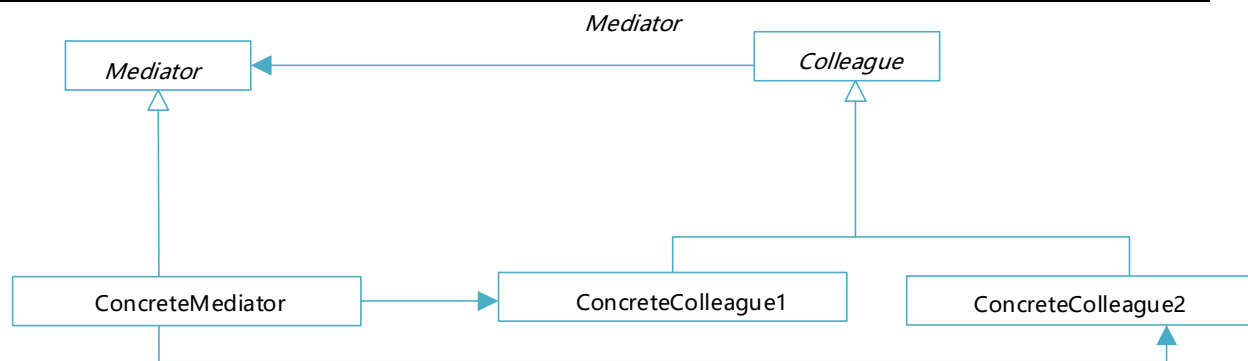 Mediator
Mediator
Colleague
ConcreteMediator
ConcreteColleague1
ConcreteColleague2